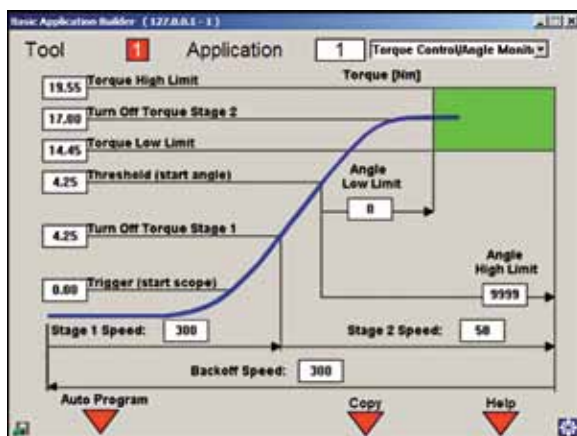 Basic Application Builder ( 127.0.0.1 - 1 )
Tool 1 Application 1 Torque Control/Angle Monit
19.55 Torque High Limit Torque [Nm]
17.00 Turn Off Torque Stage 2
14.45 Torque Low Limit
4.25 Threshold (start angle)
Angle
Low Limit
0
4.25 Turn Off Torque Stage 1
Angle
High Limit
0.00 Trigger (start scope)
9999
Stage 1 Speed: 300 Stage 2 Speed: 50
Backoff Speed: 300
Auto Program Copy Help